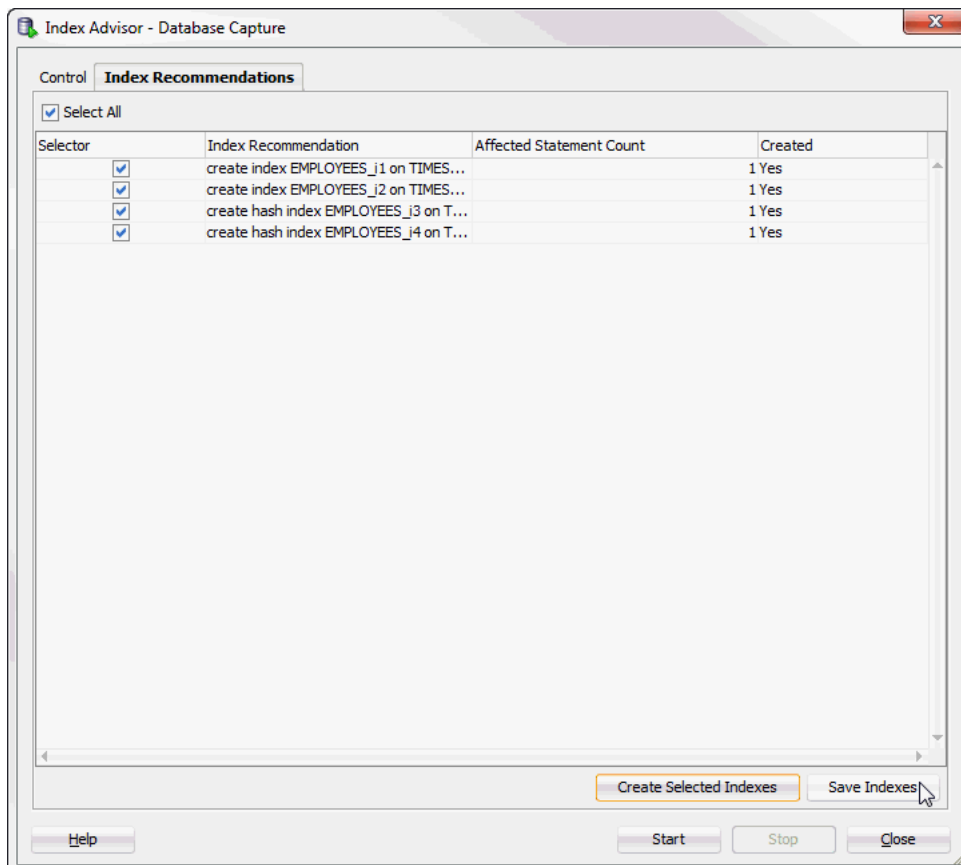 Index Advisor - Database Capture
Control Index Recommendations
Select All
Selector Index Recommendation Affected Statement Count Created
create index EMPLOYEES_i1 on TIMES... 1 Yes
create index EMPLOYEES_i2 on TIMES... 1 Yes
create hash index EMPLOYEES_i3 on T... 1 Yes
create hash index EMPLOYEES_i4 on T... 1 Yes
Create Selected Indexes Save Indexes
Help Start Stop Close